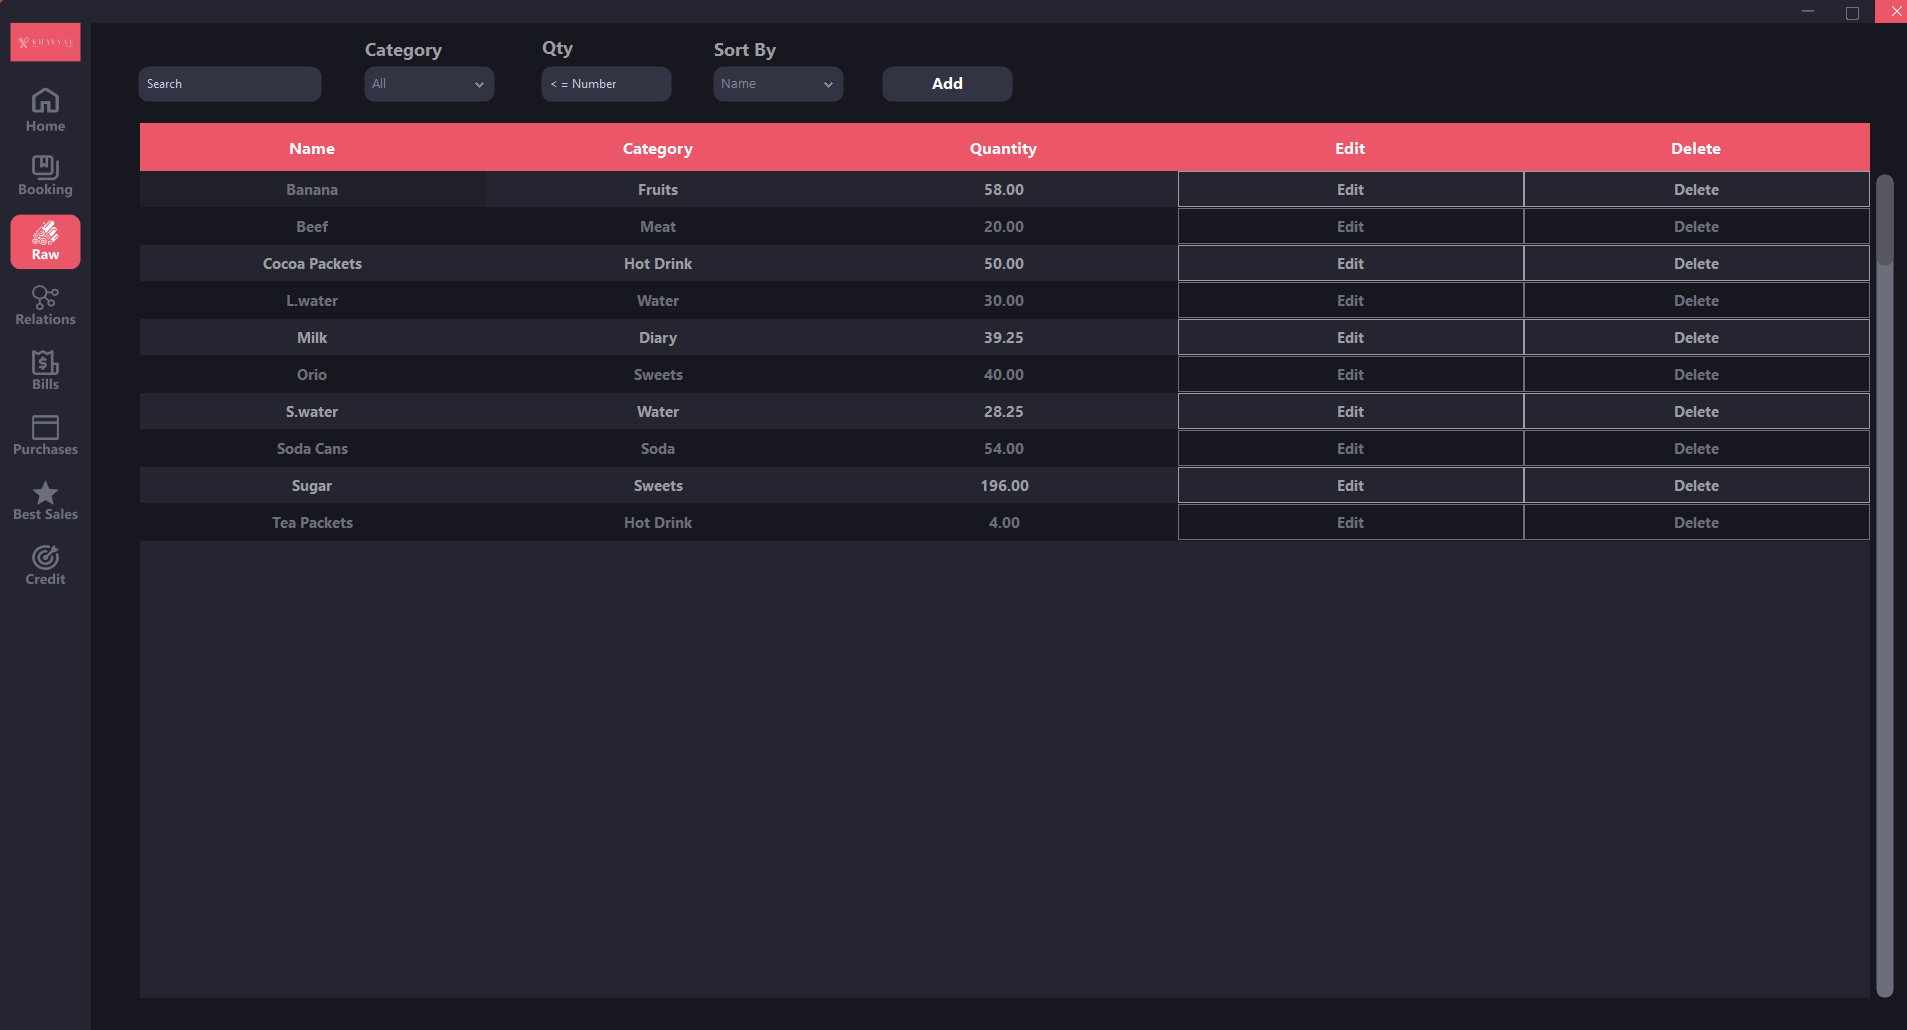 Category Qty Sort By
Search All < = Number Name Add
Name Category Quantity Edit Delete
Banana Fruits 58.00 Edit Delete
Beef Meat 20.00 Edit Delete
Cocoa Packets Hot Drink 50.00 Edit Delete
L.water Water 30.00 Edit Delete
Milk Diary 39.25 Edit Delete
Orio Sweets 40.00 Edit Delete
S.water Water 28.25 Edit Delete
Soda Cans Soda 54.00 Edit Delete
Sugar Sweets 196.00 Edit Delete
Tea Packets Hot Drink 4.00 Edit Delete
Home
Booking
Raw
Relations
Bills
Purchases
Best Sales
Credit